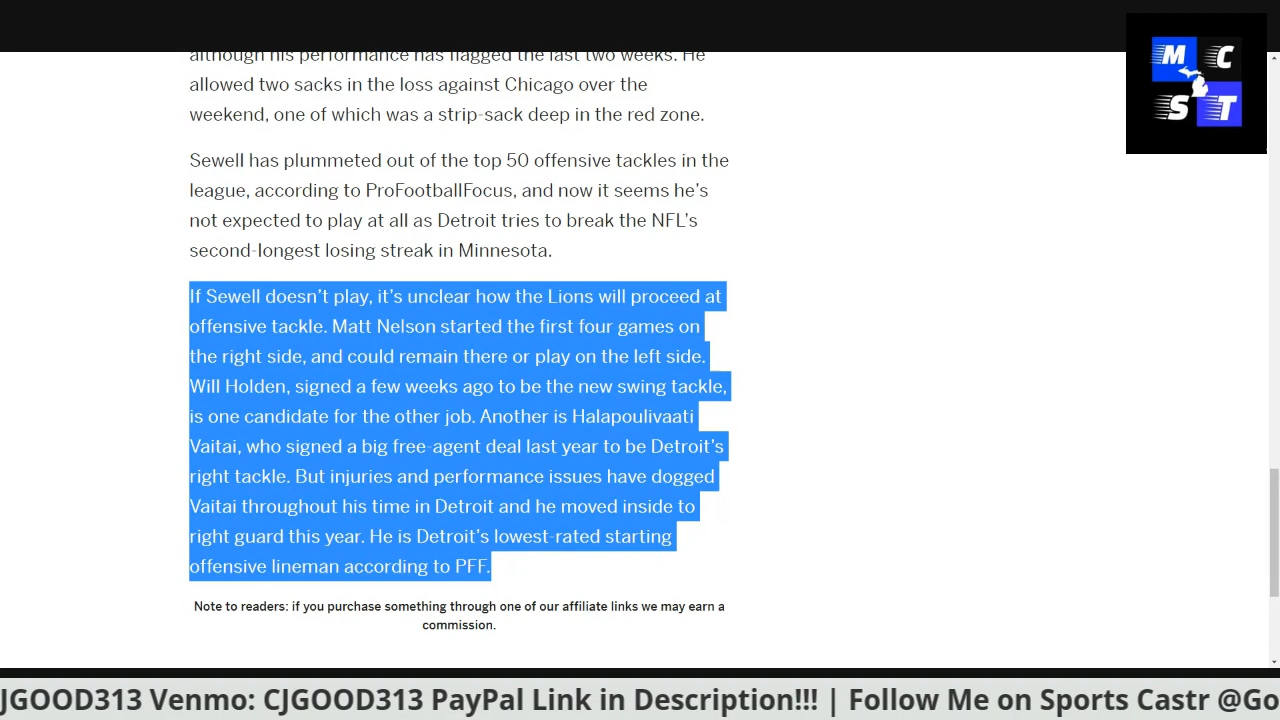 although his performance has lagged the last two weeks. He
allowed two sacks in the loss against Chicago over the
weekend, one of which was a strip-sack deep in the red zone.
Sewell has plummeted out of the top 50 offensive tackles in the
league, according to ProFootballFocus, and now it seems he’s
not expected to play at all as Detroit tries to break the NFL’s
second-longest losing streak in Minnesota.
If Sewell doesn’t play, it’s unclear how the Lions will proceed at
offensive tackle. Matt Nelson started the first four games on
the right side, and could remain there or play on the left side.
Will Holden, signed a few weeks ago to be the new swing tackle,
is one candidate for the other job. Another is Halapoulivaati
Vaitai, who signed a big free-agent deal last year to be Detroit’s
right tackle. But injuries and performance issues have dogged
Vaitai throughout his time in Detroit and he moved inside to
right guard this year. He is Detroit’s lowest-rated starting
offensive lineman according to PFF.
Note to readers: if you purchase something through one of our affiliate links we may earn a
commission.
M C
S T
JGOOD313 Venmo: CJGOOD313 PayPal Link in Description!!! | Follow Me on Sports Castr @Go